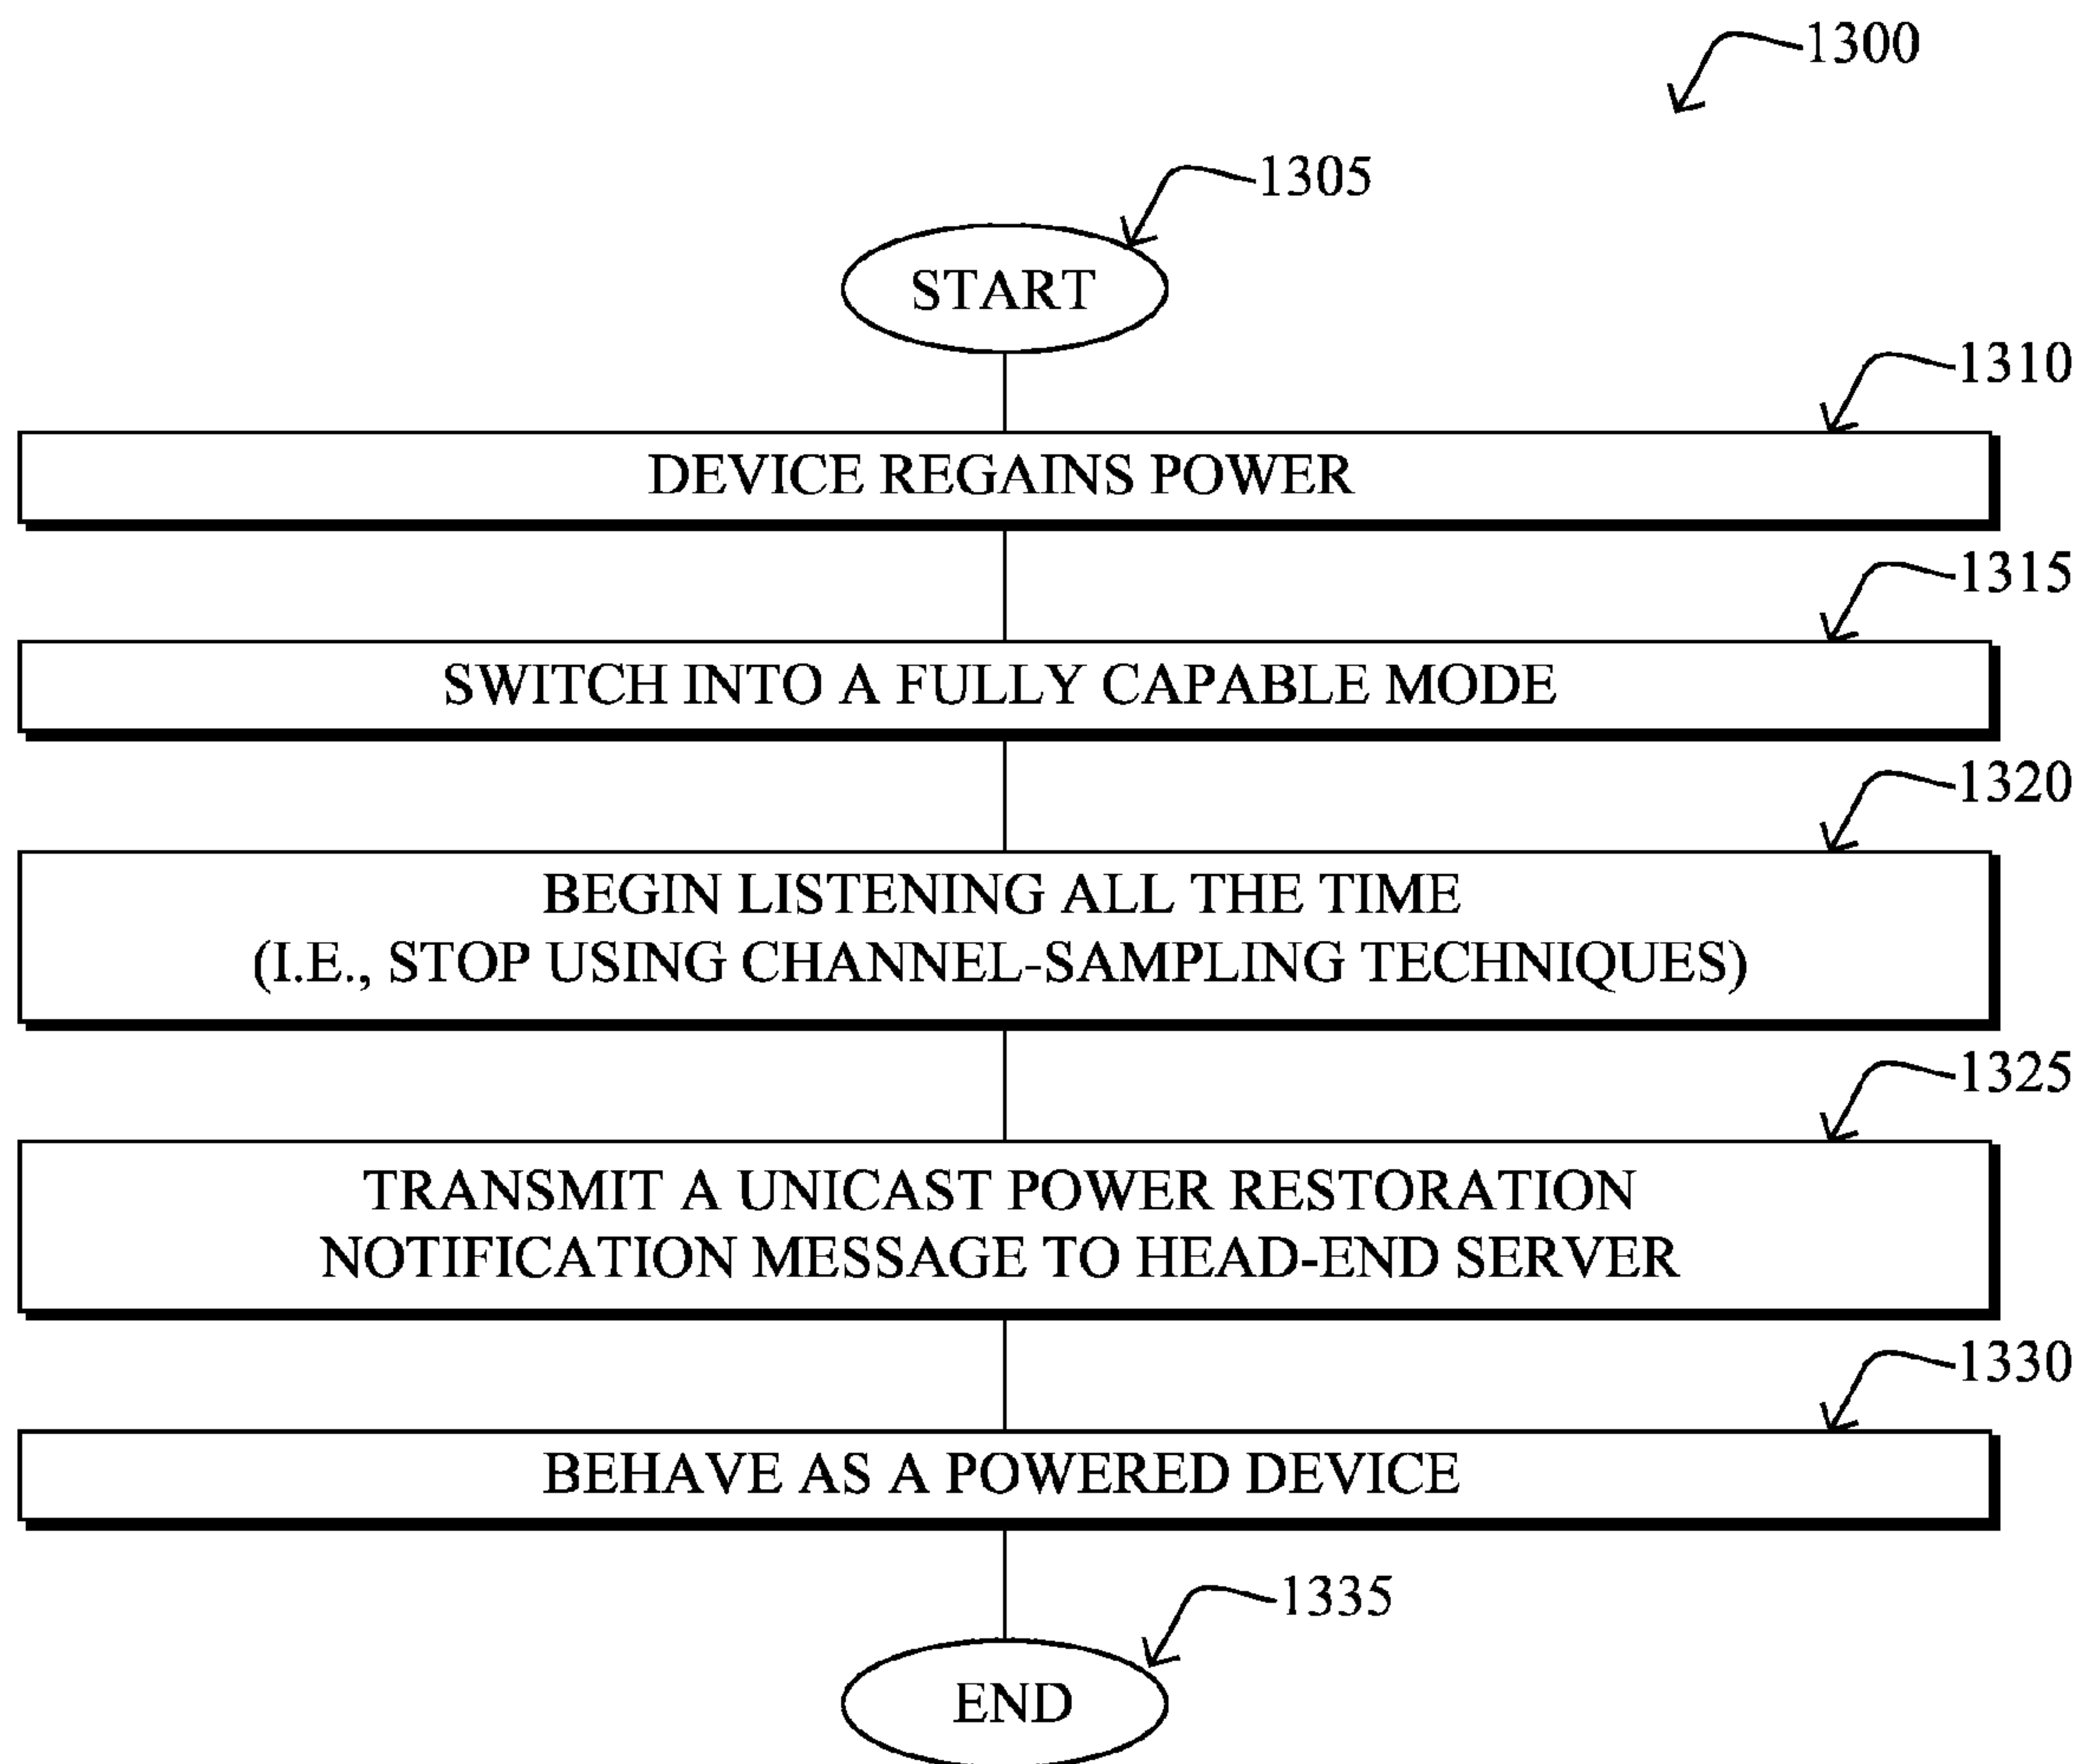 1300
1305
START
1310
DEVICE REGAINS POWER
1315
SWITCH INTO A FULLY CAPABLE MODE
1320
BEGIN LISTENING ALL THE TIME
(I.E., STOP USING CHANNEL-SAMPLING TECHNIQUES)
1325
TRANSMIT A UNICAST POWER RESTORATION
NOTIFICATION MESSAGE TO HEAD-END SERVER
1330
BEHAVE AS A POWERED DEVICE
1335
END